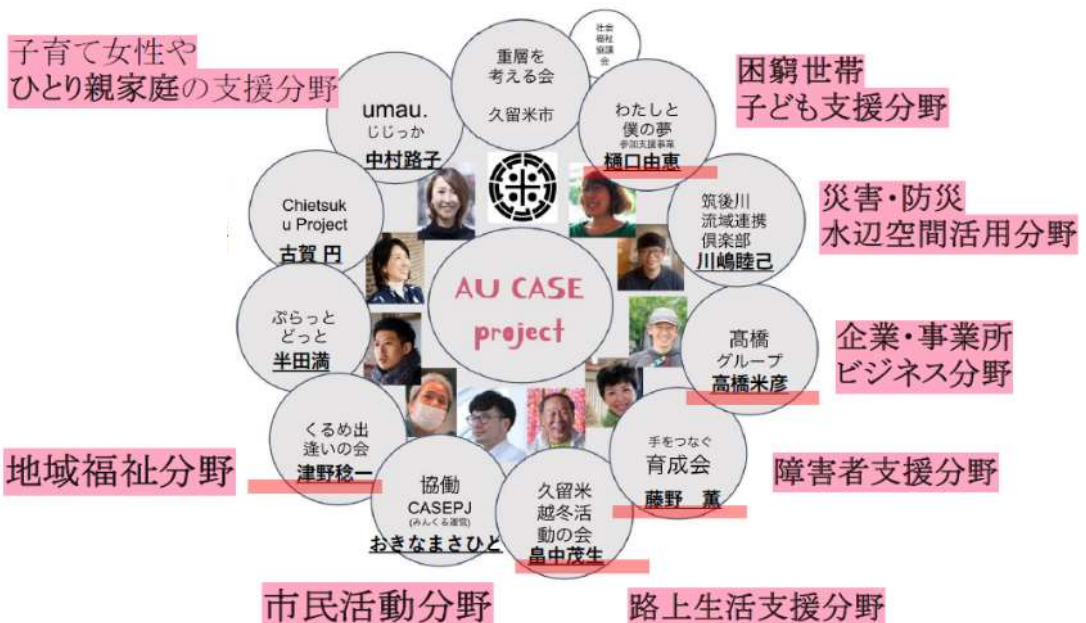 子育て女性や
ひとり親家庭の支援分野
社会
福祉
協議
会
重層を
考える会
久留米市
umau.
じじっか
中村路子
わたしと
僕の夢
参加支援事業
樋口由恵
困窮世帯
子ども支援分野
Chietsuk
u Project
古賀 円
筑後川
流域連携
倶楽部
川嶋睦己
災害・防災
水辺空間活用分野
AU CASE
project
ぷらっと
どっと
半田満
髙橋
グループ
高橋米彦
企業・事業所
ビジネス分野
くるめ出
逢いの会
津野稔一
地域福祉分野
手をつなぐ
育成会
藤野 薫
障害者支援分野
協働
CASEPJ
(みんくる運営)
おきなまさひと
久留米
越冬活
動の会
畠中茂生
市民活動分野
路上生活支援分野